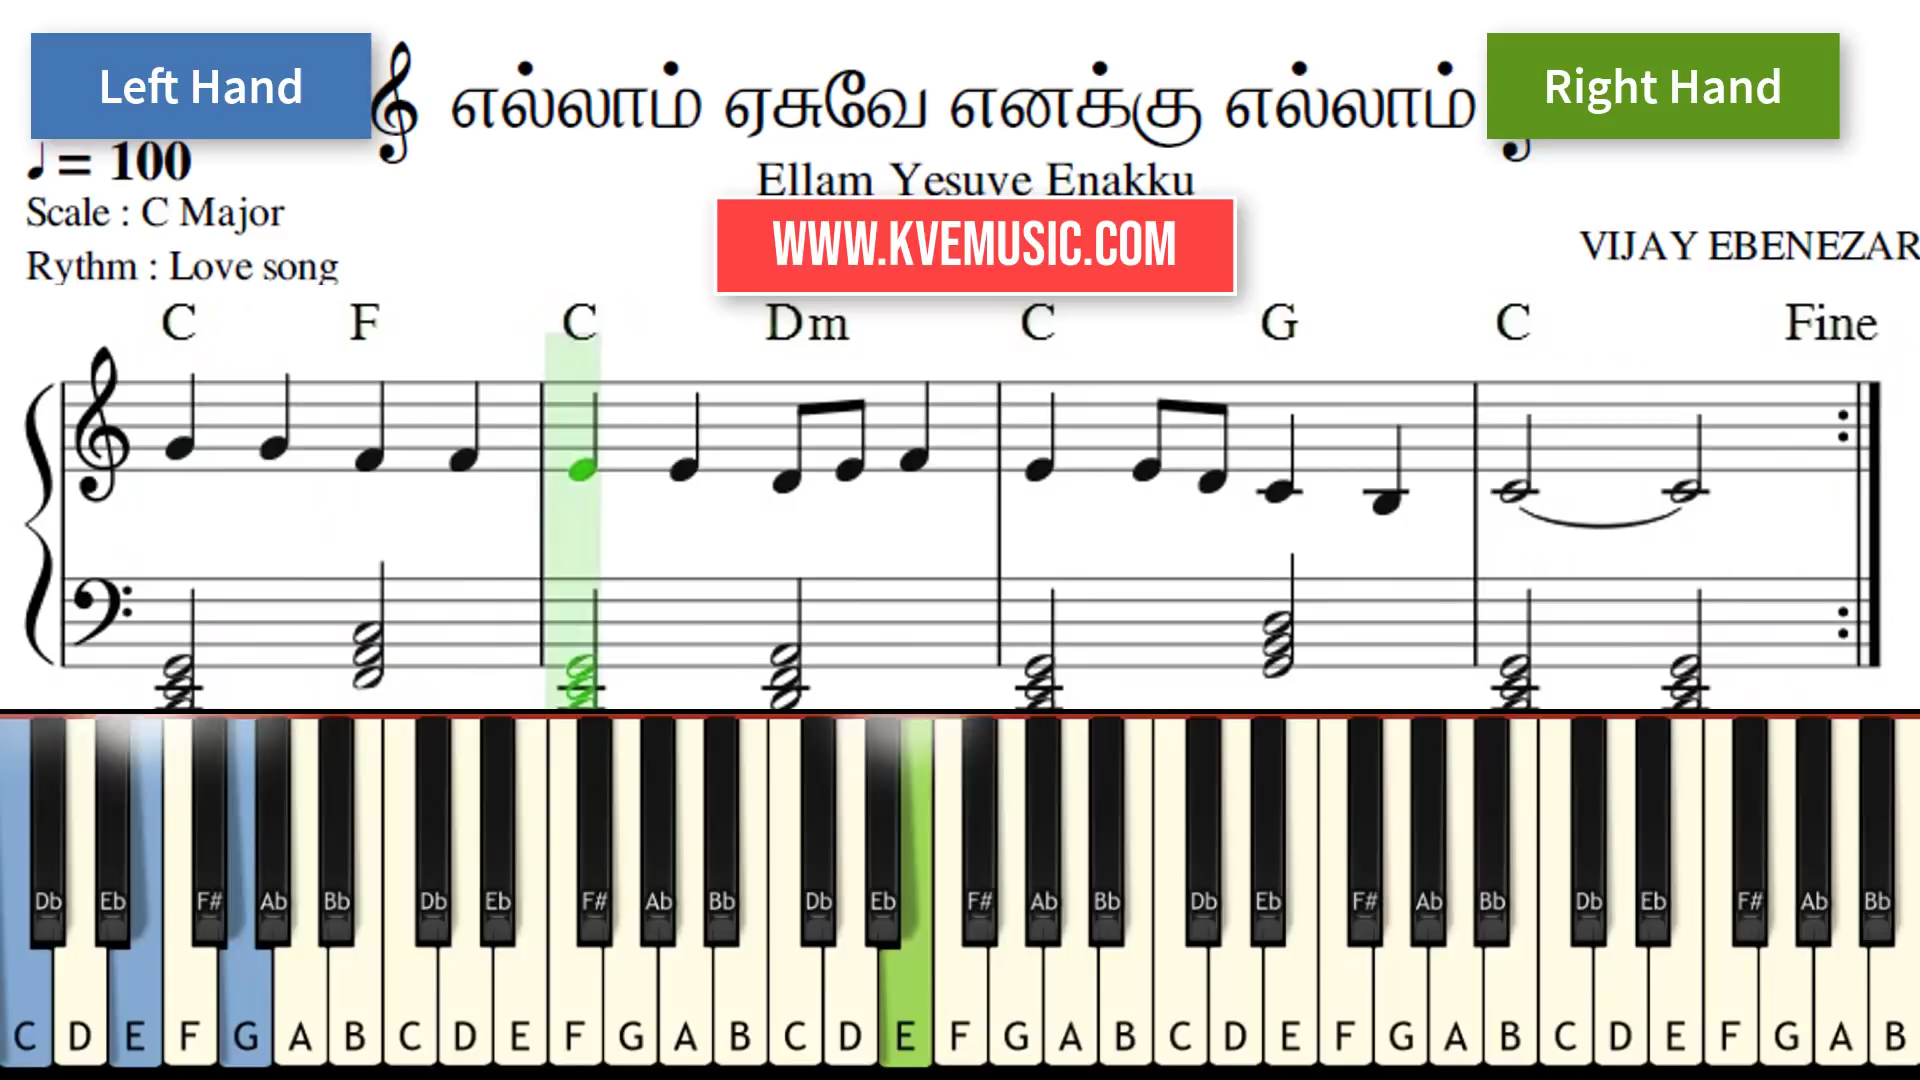 Left Hand
எல்லாம் ஏசுவே எனக்கு எல்லாம்
Right Hand
♩ = 100
Ellam Yesuve Enakku
Scale : C Major
WWW.KVEMUSIC.COM
VIJAY EBENEZAR
Rythm : Love song
C F C Dm C G C Fine
Db Eb F# Ab Bb Db Eb F# Ab Bb Db Eb F# Ab Bb Db Eb F# Ab Bb Db Eb F# Ab Bb
C D E F G A B C D E F G A B C D E F G A B C D E F G A B C D E F G A B